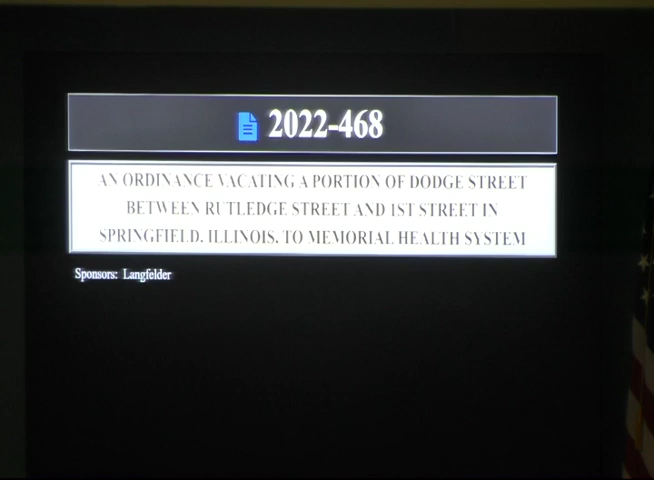 2022-468
AN ORDINANCE VACATING A PORTION OF DODGE STREET
BETWEEN RUTLEDGE STREET AND 1ST STREET IN
SPRINGFIELD, ILLINOIS, TO MEMORIAL HEALTH SYSTEM
Sponsors: Langfelder